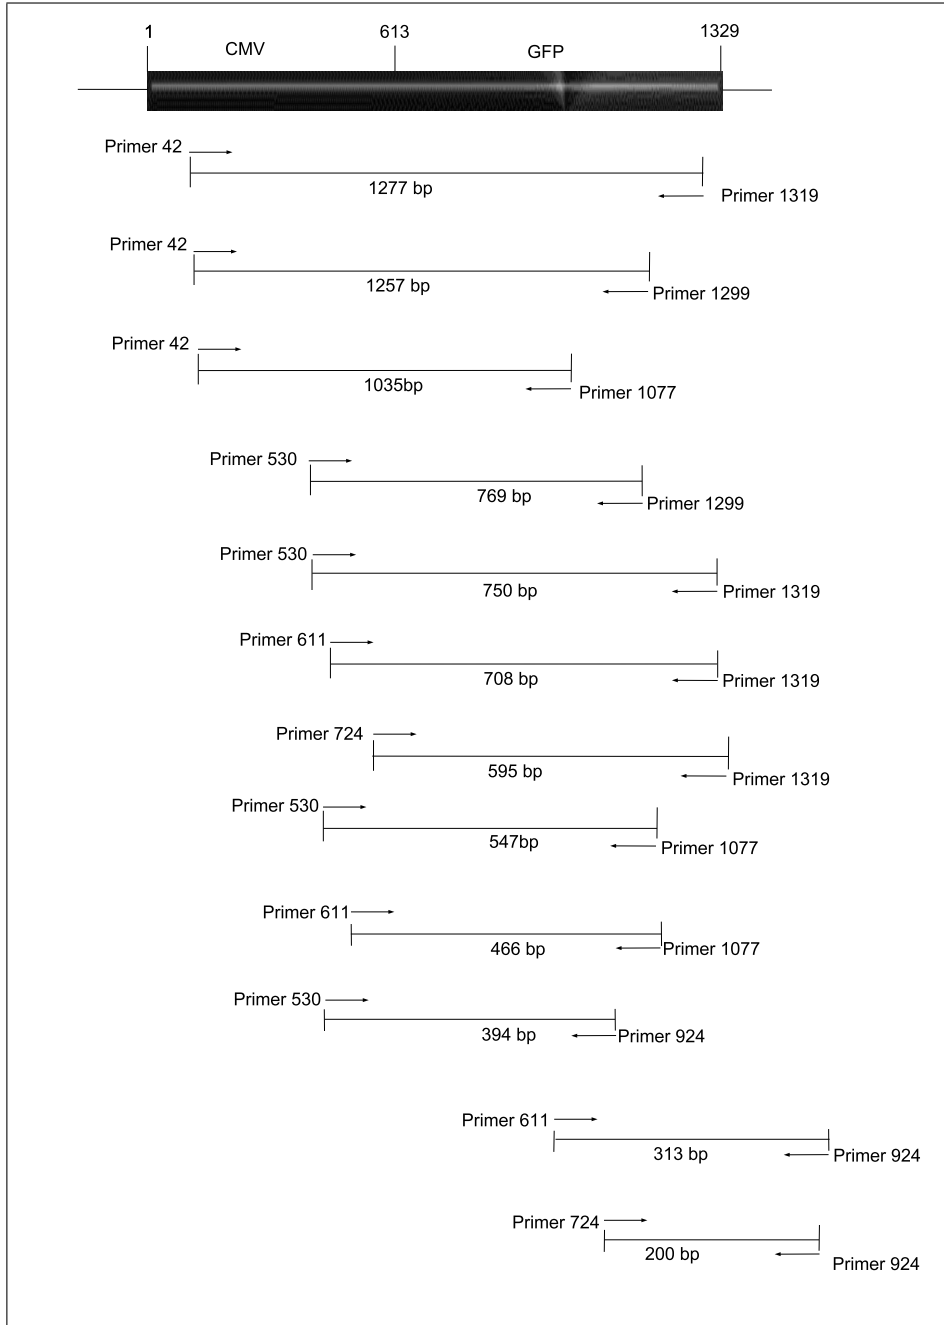 1 613 1329
CMV GFP
Primer 42
1277 bp
Primer 1319
Primer 42
1257 bp
Primer 1299
Primer 42
1035bp
Primer 1077
Primer 530
769 bp
Primer 1299
Primer 530
750 bp
Primer 1319
Primer 611
708 bp
Primer 1319
Primer 724
595 bp
Primer 1319
Primer 530
547bp
Primer 1077
Primer 611
466 bp
Primer 1077
Primer 530
394 bp
Primer 924
Primer 611
313 bp
Primer 924
Primer 724
200 bp
Primer 924